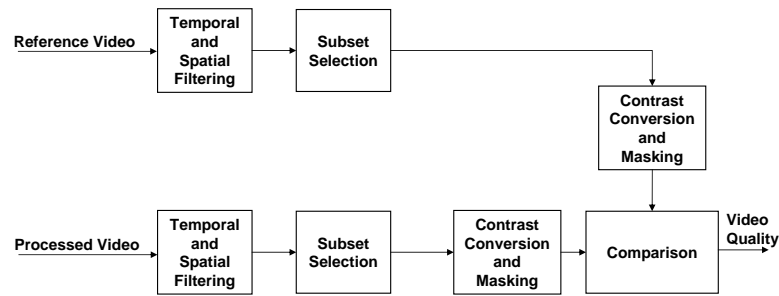 Reference Video
Temporal
and
Spatial
Filtering
Subset
Selection
Contrast
Conversion
and
Masking
Processed Video
Temporal
and
Spatial
Filtering
Subset
Selection
Contrast
Conversion
and
Masking
Comparison
Video
Quality